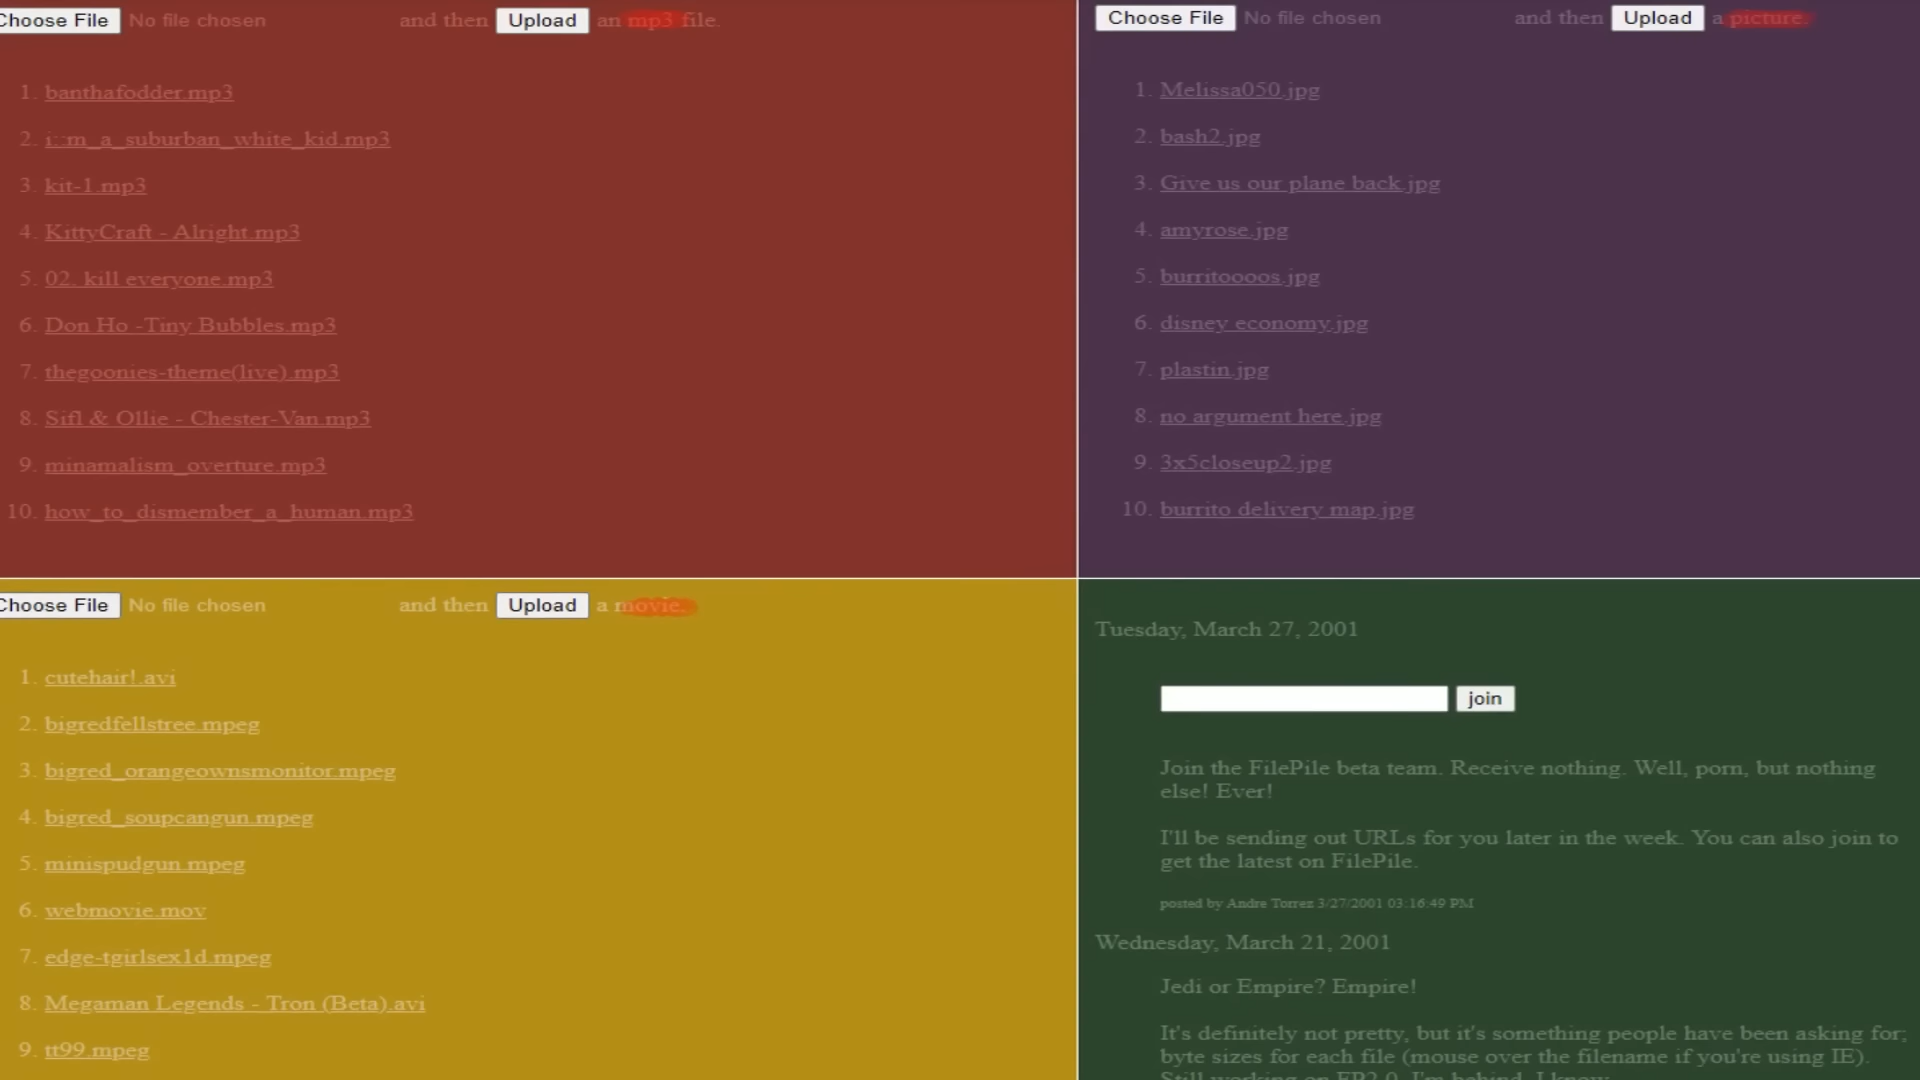 Choose File No file chosen and then Upload an mp3 file.
1. banthafodder.mp3
2. i::m_a_suburban_white_kid.mp3
3. kit-1.mp3
4. KittyCraft - Alright.mp3
5. 02. kill everyone.mp3
6. Don Ho -Tiny Bubbles.mp3
7. thegoonies-theme(live).mp3
8. Sifl & Ollie - Chester-Van.mp3
9. minamalism_overture.mp3
10. how_to_dismember_a_human.mp3
Choose File No file chosen and then Upload a picture.
1. Melissa050.jpg
2. bash2.jpg
3. Give us our plane back.jpg
4. amyrose.jpg
5. burritoooos.jpg
6. disney economy.jpg
7. plastin.jpg
8. no argument here.jpg
9. 3x5closeup2.jpg
10. burrito delivery map.jpg
Choose File No file chosen and then Upload a movie.
1. cutehair!.avi
2. bigredfellstree.mpeg
3. bigred_orangeownsmonitor.mpeg
4. bigred_soupcangun.mpeg
5. minispudgun.mpeg
6. webmovie.mov
7. edge-tgirlsex1d.mpeg
8. Megaman Legends - Tron (Beta).avi
9. tt99.mpeg
Tuesday, March 27, 2001
join
Join the FilePile beta team. Receive nothing. Well, porn, but nothing
else! Ever!
I'll be sending out URLs for you later in the week. You can also join to
get the latest on FilePile.
posted by Andre Torrez 3/27/2001 03:16:49 PM
Wednesday, March 21, 2001
Jedi or Empire? Empire!
It's definitely not pretty, but it's something people have been asking for;
byte sizes for each file (mouse over the filename if you're using IE).
Still working on FP2.0. I'm behind, I know.